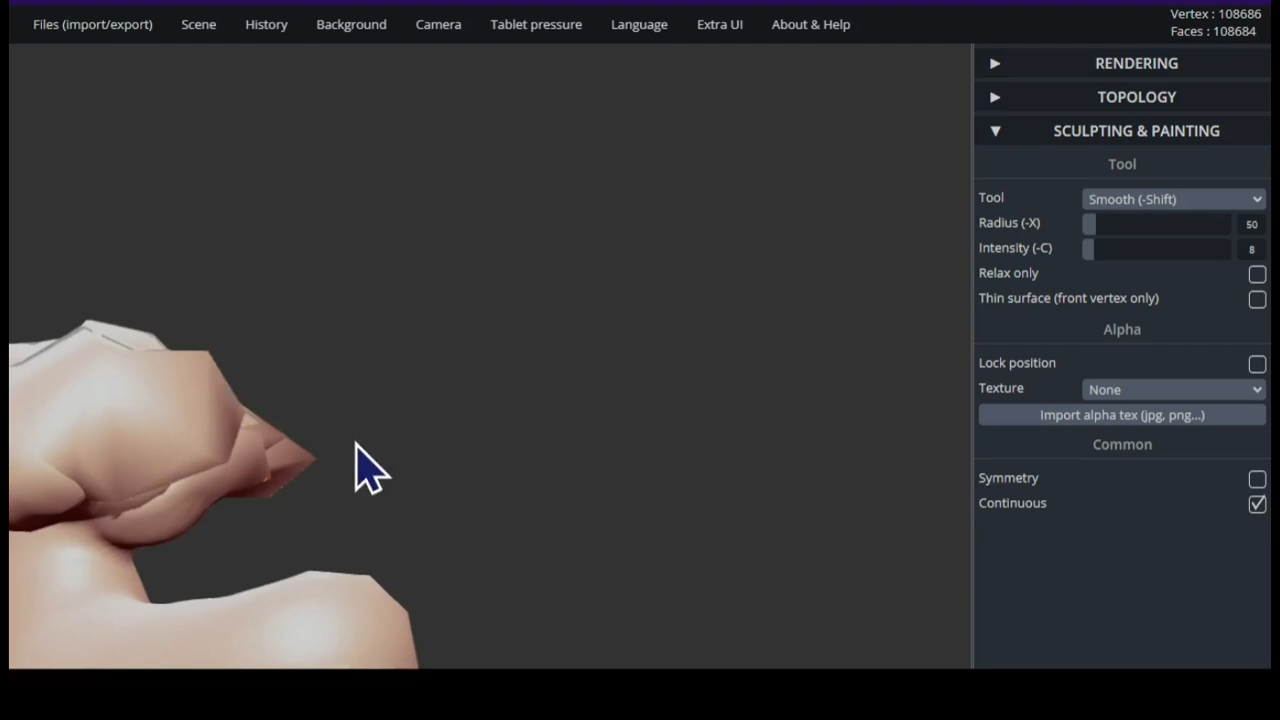 Files (import/export) Scene History Background Camera Tablet pressure Language Extra UI About & Help
Vertex : 108686
Faces : 108684
RENDERING
TOPOLOGY
SCULPTING & PAINTING
Tool
Tool Smooth (-Shift)
Radius (-X) 50
Intensity (-C) 8
Relax only
Thin surface (front vertex only)
Alpha
Lock position
Texture None
Import alpha tex (jpg, png...)
Common
Symmetry
Continuous